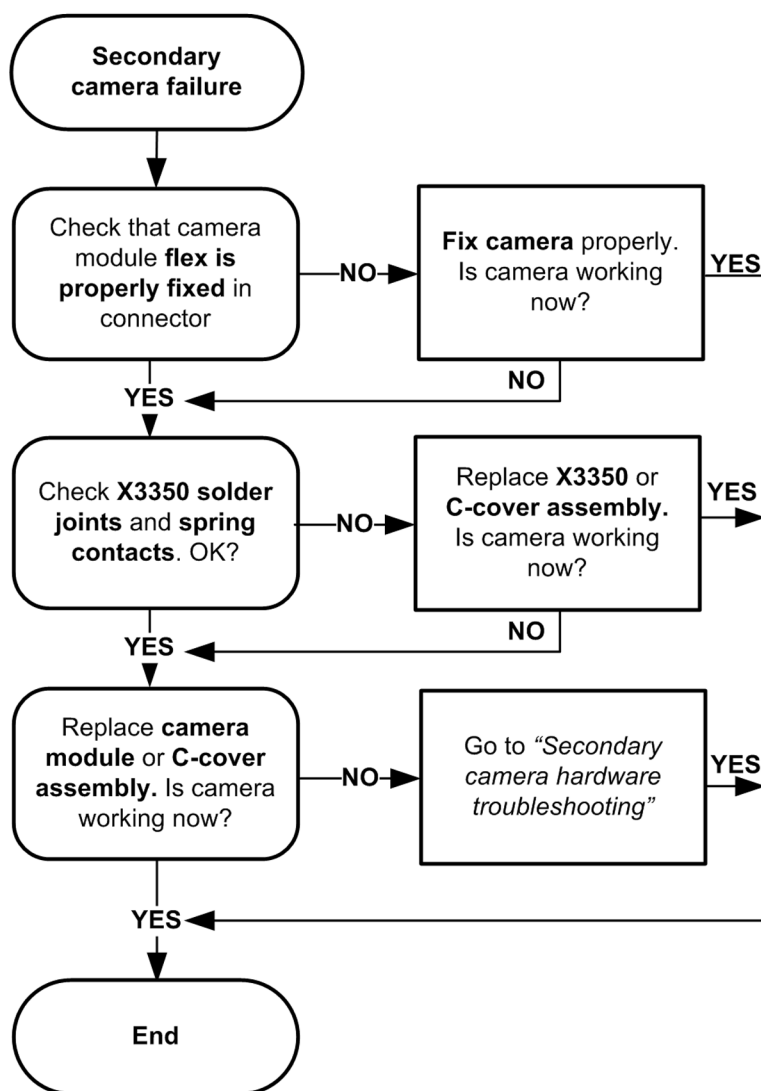 Secondary
camera failure
Check that camera
module flex is
properly fixed in
connector
NO
Fix camera properly.
Is camera working
now?
YES
NO
YES
Check X3350 solder
joints and spring
contacts. OK?
NO
Replace X3350 or
C-cover assembly.
Is camera working
now?
YES
NO
YES
Replace camera
module or C-cover
assembly. Is camera
working now?
NO
Go to “Secondary
camera hardware
troubleshooting”
YES
YES
End